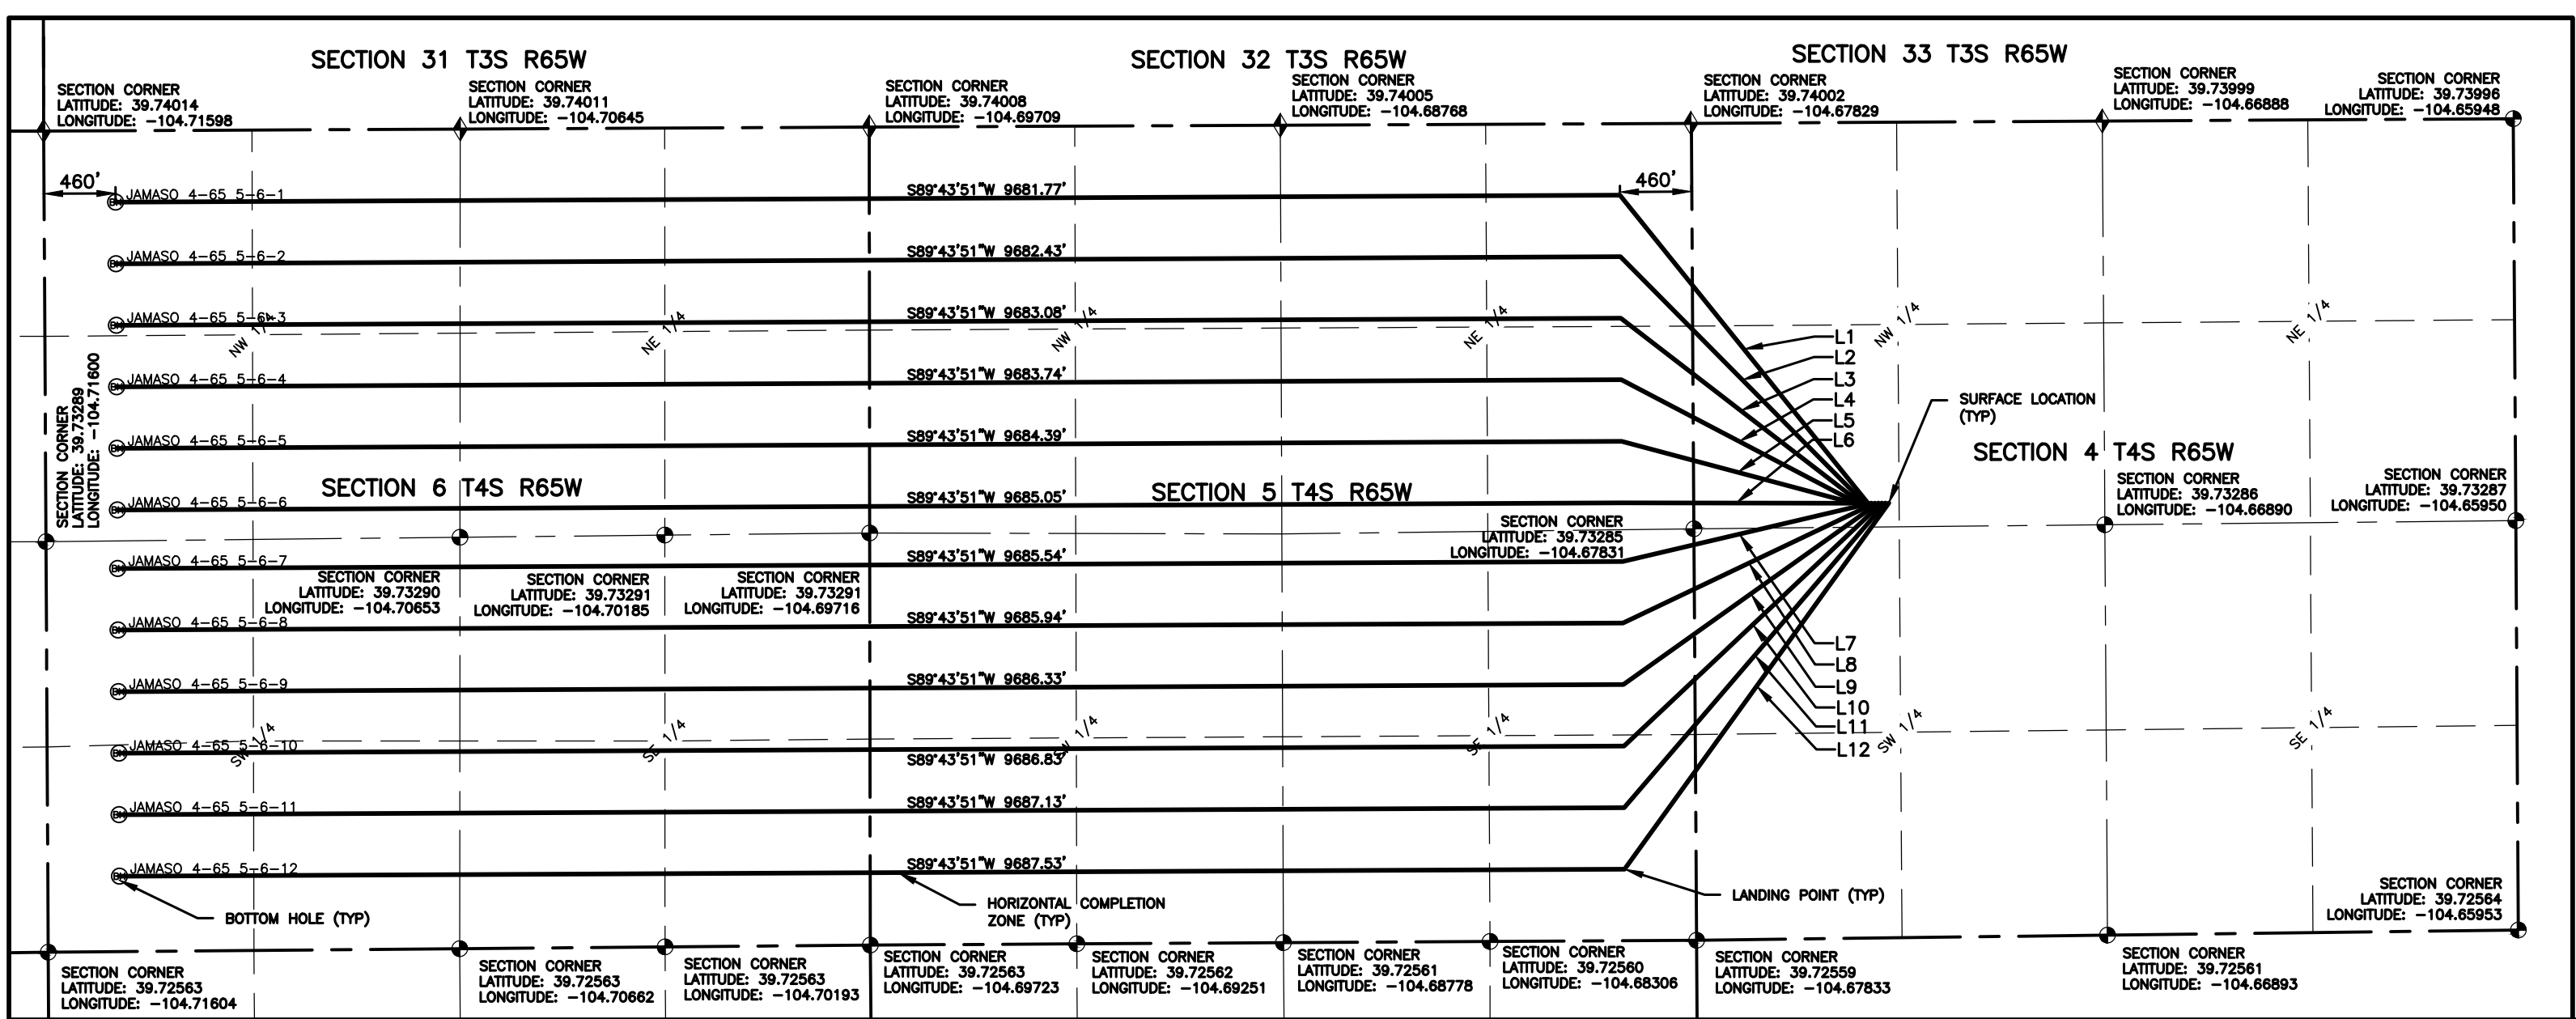 SECTION 31 T3S R65W
SECTION 32 T3S R65W
SECTION 33 T3S R65W
SECTION CORNER
LATITUDE: 39.74014
LONGITUDE: -104.71598
SECTION CORNER
LATITUDE: 39.74011
LONGITUDE: -104.70645
SECTION CORNER
LATITUDE: 39.74008
LONGITUDE: -104.69709
SECTION CORNER
LATITUDE: 39.74005
LONGITUDE: -104.68768
SECTION CORNER
LATITUDE: 39.74002
LONGITUDE: -104.67829
SECTION CORNER
LATITUDE: 39.73999
LONGITUDE: -104.66888
SECTION CORNER
LATITUDE: 39.73996
LONGITUDE: -104.65948
460'
460'
JAMASO 4-65 5-6-1
S89°43'51"W 9681.77'
JAMASO 4-65 5-6-2
S89°43'51"W 9682.43'
JAMASO 4-65 5-6-3
S89°43'51"W 9683.08'
NW 1/4
NE 1/4
NW 1/4
NE 1/4
NW 1/4
NE 1/4
JAMASO 4-65 5-6-4
S89°43'51"W 9683.74'
JAMASO 4-65 5-6-5
S89°43'51"W 9684.39'
JAMASO 4-65 5-6-6
S89°43'51"W 9685.05'
SECTION CORNER
LATITUDE: 39.73289
LONGITUDE: -104.71600
L1
L2
L3
L4
L5
L6
SURFACE LOCATION
(TYP)
SECTION 6 T4S R65W
SECTION 5 T4S R65W
SECTION 4 T4S R65W
SECTION CORNER
LATITUDE: 39.73286
LONGITUDE: -104.66890
SECTION CORNER
LATITUDE: 39.73287
LONGITUDE: -104.65950
SECTION CORNER
LATITUDE: 39.73285
LONGITUDE: -104.67831
JAMASO 4-65 5-6-7
S89°43'51"W 9685.54'
SECTION CORNER
LATITUDE: 39.73290
LONGITUDE: -104.70653
SECTION CORNER
LATITUDE: 39.73291
LONGITUDE: -104.70185
SECTION CORNER
LATITUDE: 39.73291
LONGITUDE: -104.69716
JAMASO 4-65 5-6-8
S89°43'51"W 9685.94'
JAMASO 4-65 5-6-9
S89°43'51"W 9686.33'
L7
L8
L9
L10
L11
L12
JAMASO 4-65 5-6-10
S89°43'51"W 9686.83'
SW 1/4
SE 1/4
SW 1/4
SE 1/4
SW 1/4
SE 1/4
JAMASO 4-65 5-6-11
S89°43'51"W 9687.13'
JAMASO 4-65 5-6-12
S89°43'51"W 9687.53'
BOTTOM HOLE (TYP)
HORIZONTAL COMPLETION
ZONE (TYP)
LANDING POINT (TYP)
SECTION CORNER
LATITUDE: 39.72564
LONGITUDE: -104.65953
SECTION CORNER
LATITUDE: 39.72563
LONGITUDE: -104.71604
SECTION CORNER
LATITUDE: 39.72563
LONGITUDE: -104.70662
SECTION CORNER
LATITUDE: 39.72563
LONGITUDE: -104.70193
SECTION CORNER
LATITUDE: 39.72563
LONGITUDE: -104.69723
SECTION CORNER
LATITUDE: 39.72562
LONGITUDE: -104.69251
SECTION CORNER
LATITUDE: 39.72561
LONGITUDE: -104.68778
SECTION CORNER
LATITUDE: 39.72560
LONGITUDE: -104.68306
SECTION CORNER
LATITUDE: 39.72559
LONGITUDE: -104.67833
SECTION CORNER
LATITUDE: 39.72561
LONGITUDE: -104.66893